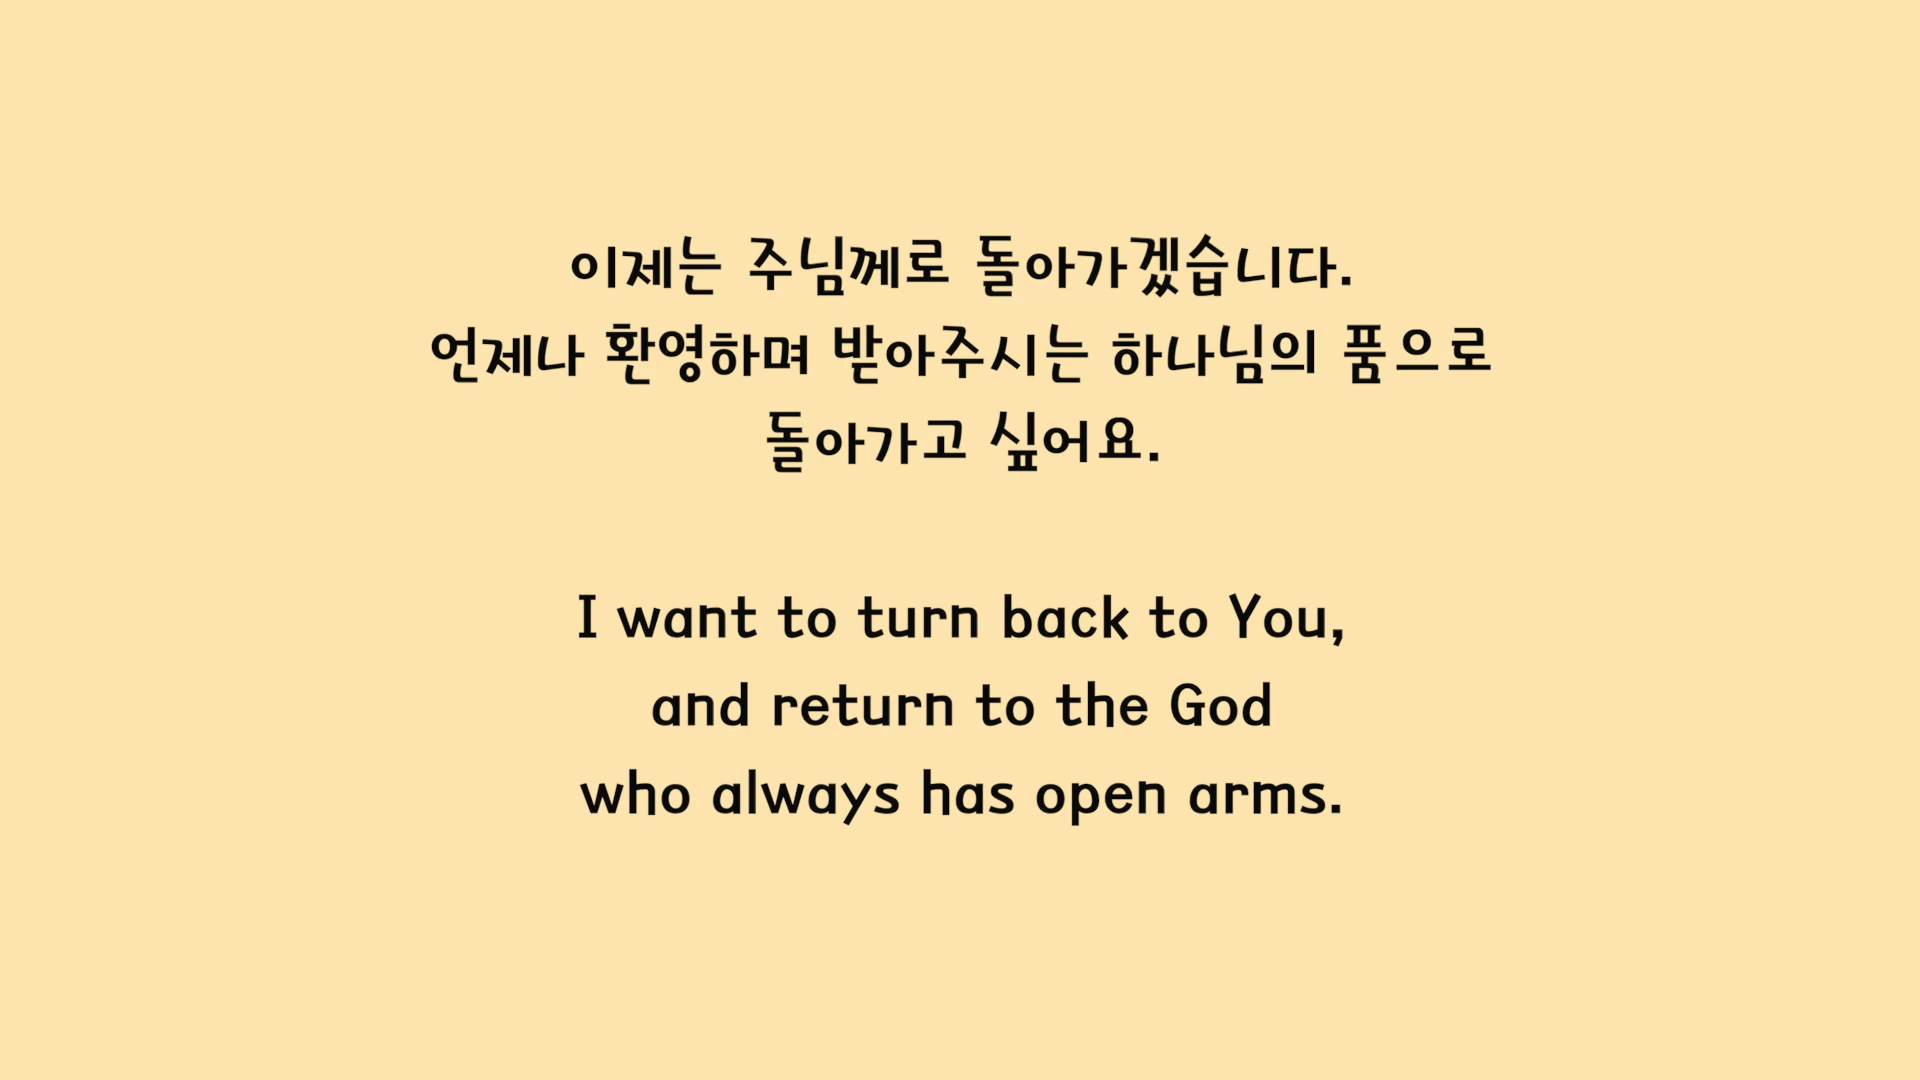 이제는 주님께로 돌아가겠습니다.
언제나 환영하며 받아주시는 하나님의 품으로
돌아가고 싶어요.
I want to turn back to You,
and return to the God
who always has open arms.